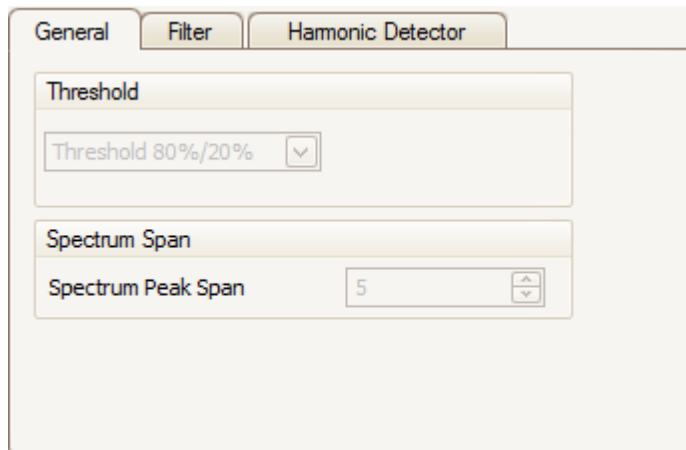 General Filter Harmonic Detector
Threshold
Threshold 80%/20%
Spectrum Span
Spectrum Peak Span 5